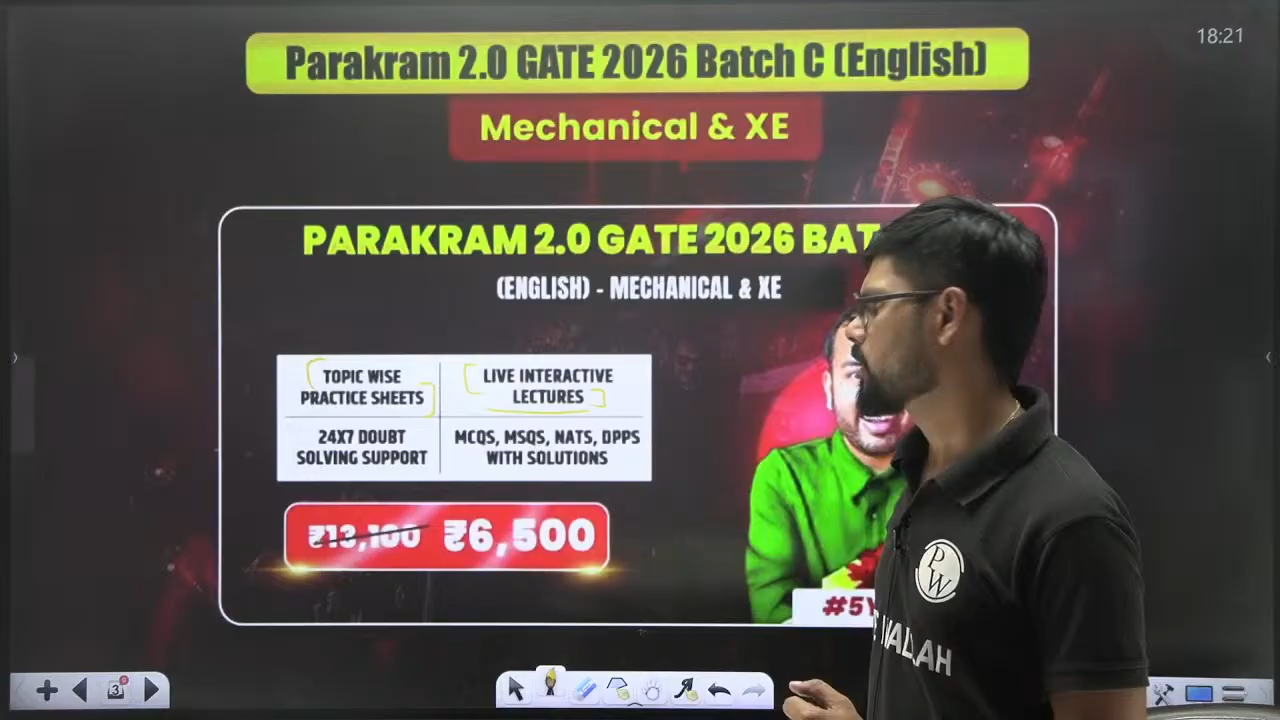 18:21
Parakram 2.0 GATE 2026 Batch C (English)
Mechanical & XE
PARAKRAM 2.0 GATE 2026 BAT
(ENGLISH) - MECHANICAL & XE
TOPIC WISE
PRACTICE SHEETS
LIVE INTERACTIVE
LECTURES
24X7 DOUBT
SOLVING SUPPORT
MCQS, MSQS, NATS, DPPS
WITH SOLUTIONS
₹13,100 ₹6,500
#5Y
PW
WALLAH
3